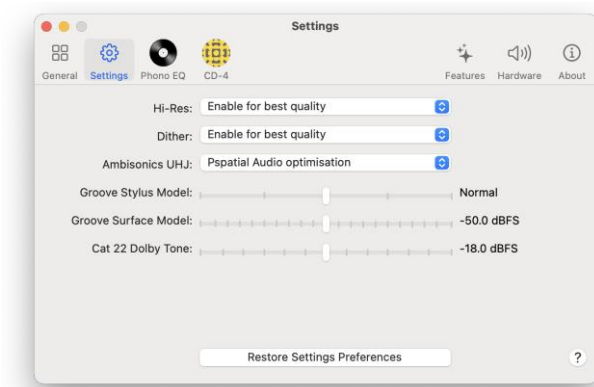 Settings
General Settings Phono EQ CD-4 Features Hardware About
Hi-Res: Enable for best quality
Dither: Enable for best quality
Ambisonics UHJ: Pspatial Audio optimisation
Groove Stylus Model: Normal
Groove Surface Model: -50.0 dBFS
Cat 22 Dolby Tone: -18.0 dBFS
Restore Settings Preferences ?